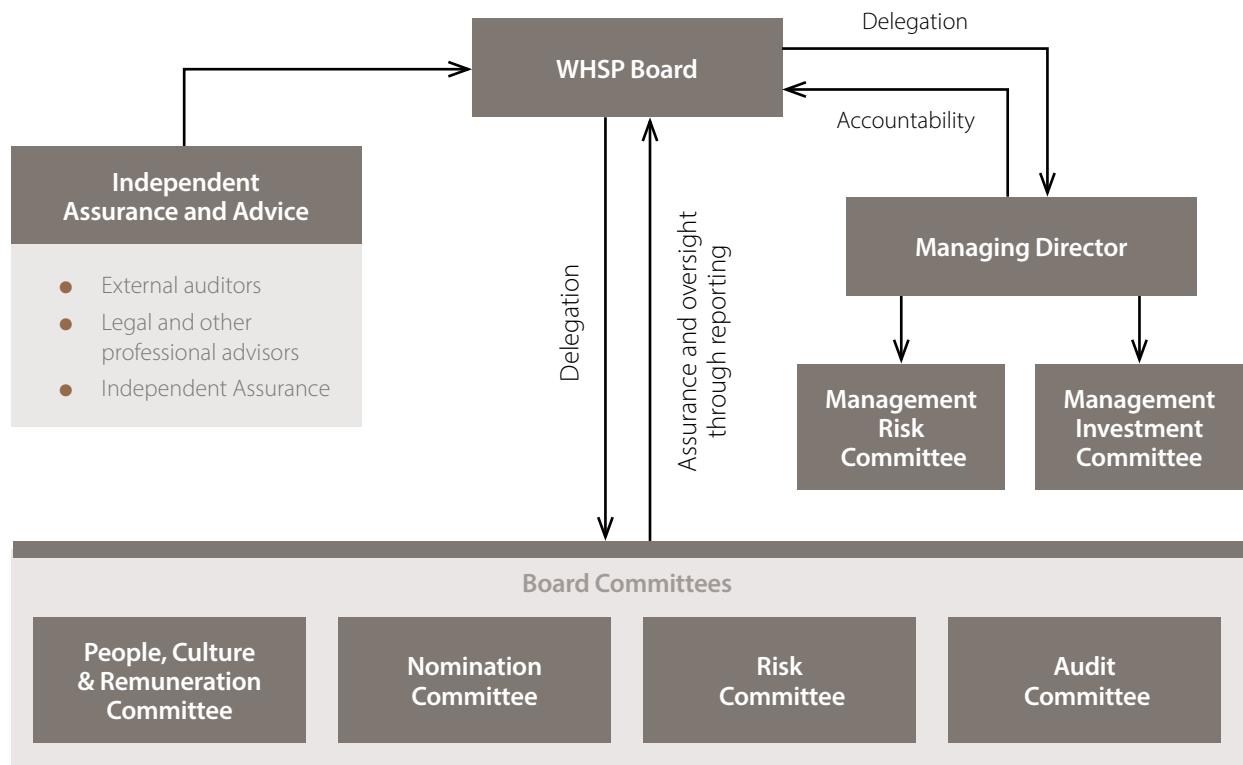 WHSP Board
Delegation
Accountability
Independent
Assurance and Advice
External auditors
Legal and other
professional advisors
Independent Assurance
Delegation
Assurance and oversight
through reporting
Managing Director
Management
Risk
Committee
Management
Investment
Committee
Board Committees
People, Culture
& Remuneration
Committee
Nomination
Committee
Risk
Committee
Audit
Committee